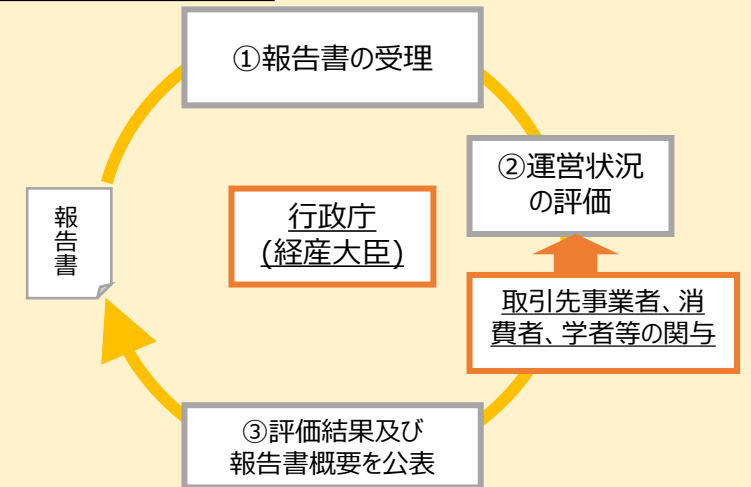 ①報告書の受理
②運営状況
の評価
行政庁
(経産大臣)
報告書
取引先事業者、消
費者、学者等の関与
③評価結果及び
報告書概要を公表